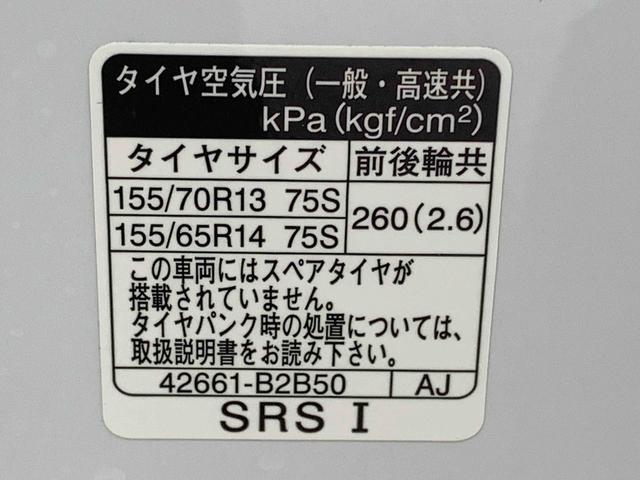 タイヤ空気圧 (一般・高速共)
kPa(kgf/cm²)
タイヤサイズ 前後輪共
155/70R13 75S
260(2.6)
155/65R14 75S
この車両にはスペアタイヤが
搭載されていません。
タイヤパンク時の処置については、
取扱説明書をお読み下さい。
42661-B2B50 AJ
SRS I